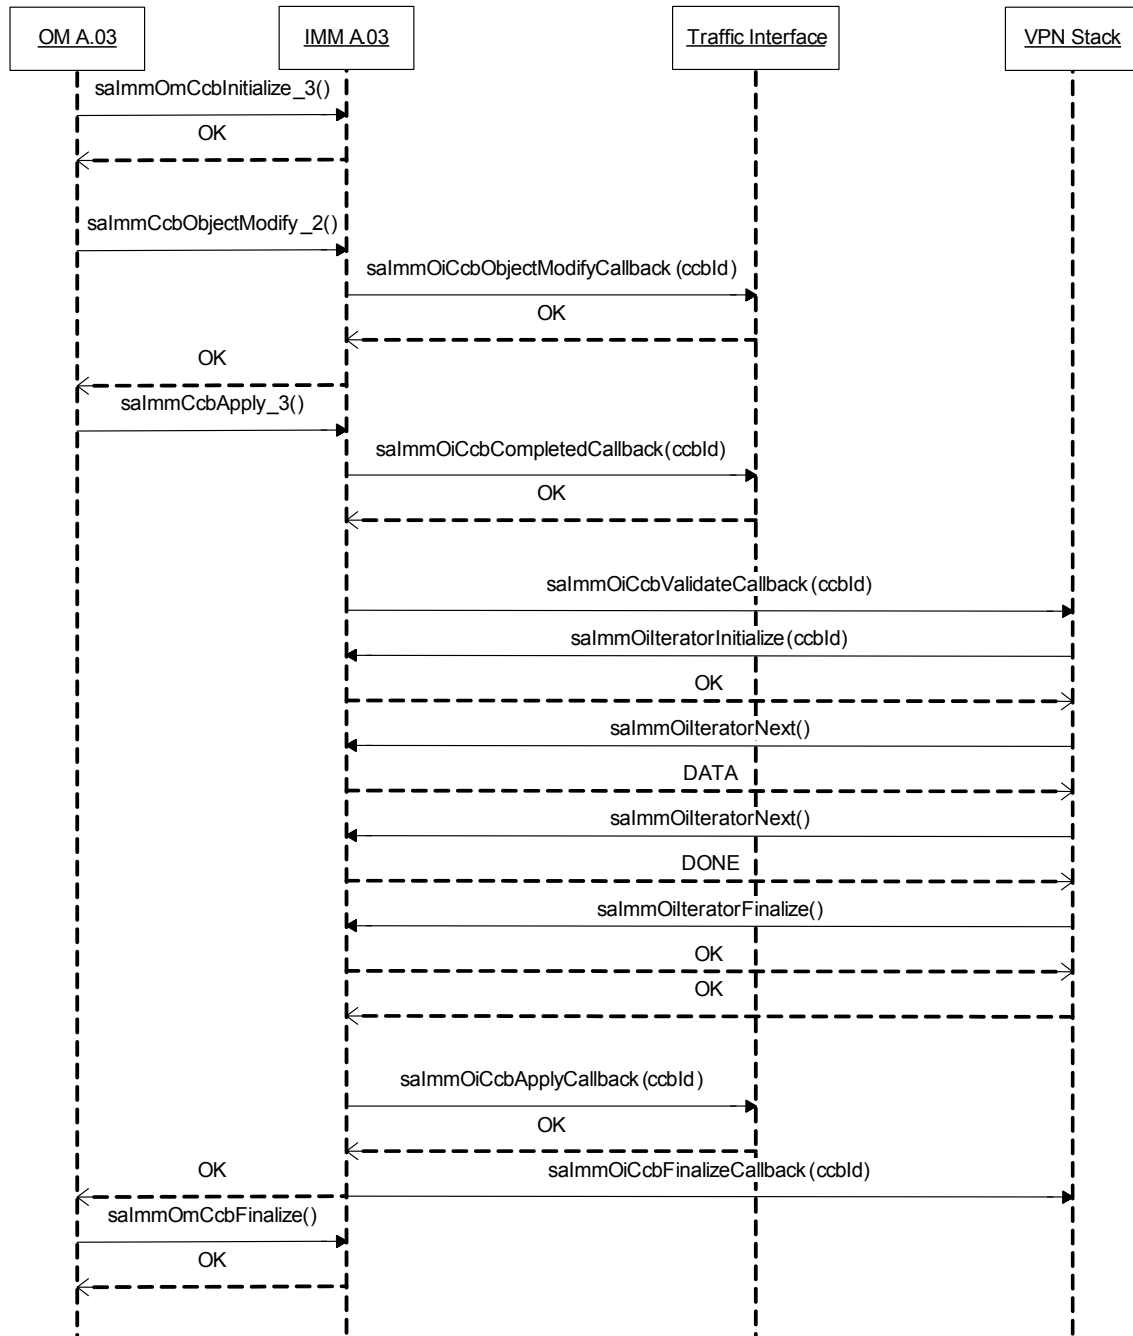 OM A.03
IMM A.03
Traffic Interface
VPN Stack
saImmOmCcbInitialize_3()
OK
saImmCcbObjectModify_2()
saImmOiCcbObjectModifyCallback(ccbId)
OK
OK
saImmCcbApply_3()
saImmOiCcbCompletedCallback(ccbId)
OK
saImmOiCcbValidateCallback(ccbId)
saImmOiIteratorInitialize(ccbId)
OK
saImmOiIteratorNext()
DATA
saImmOiIteratorNext()
DONE
saImmOiIteratorFinalize()
OK
OK
saImmOiCcbApplyCallback(ccbId)
OK
OK
saImmOiCcbFinalizeCallback(ccbId)
saImmOmCcbFinalize()
OK